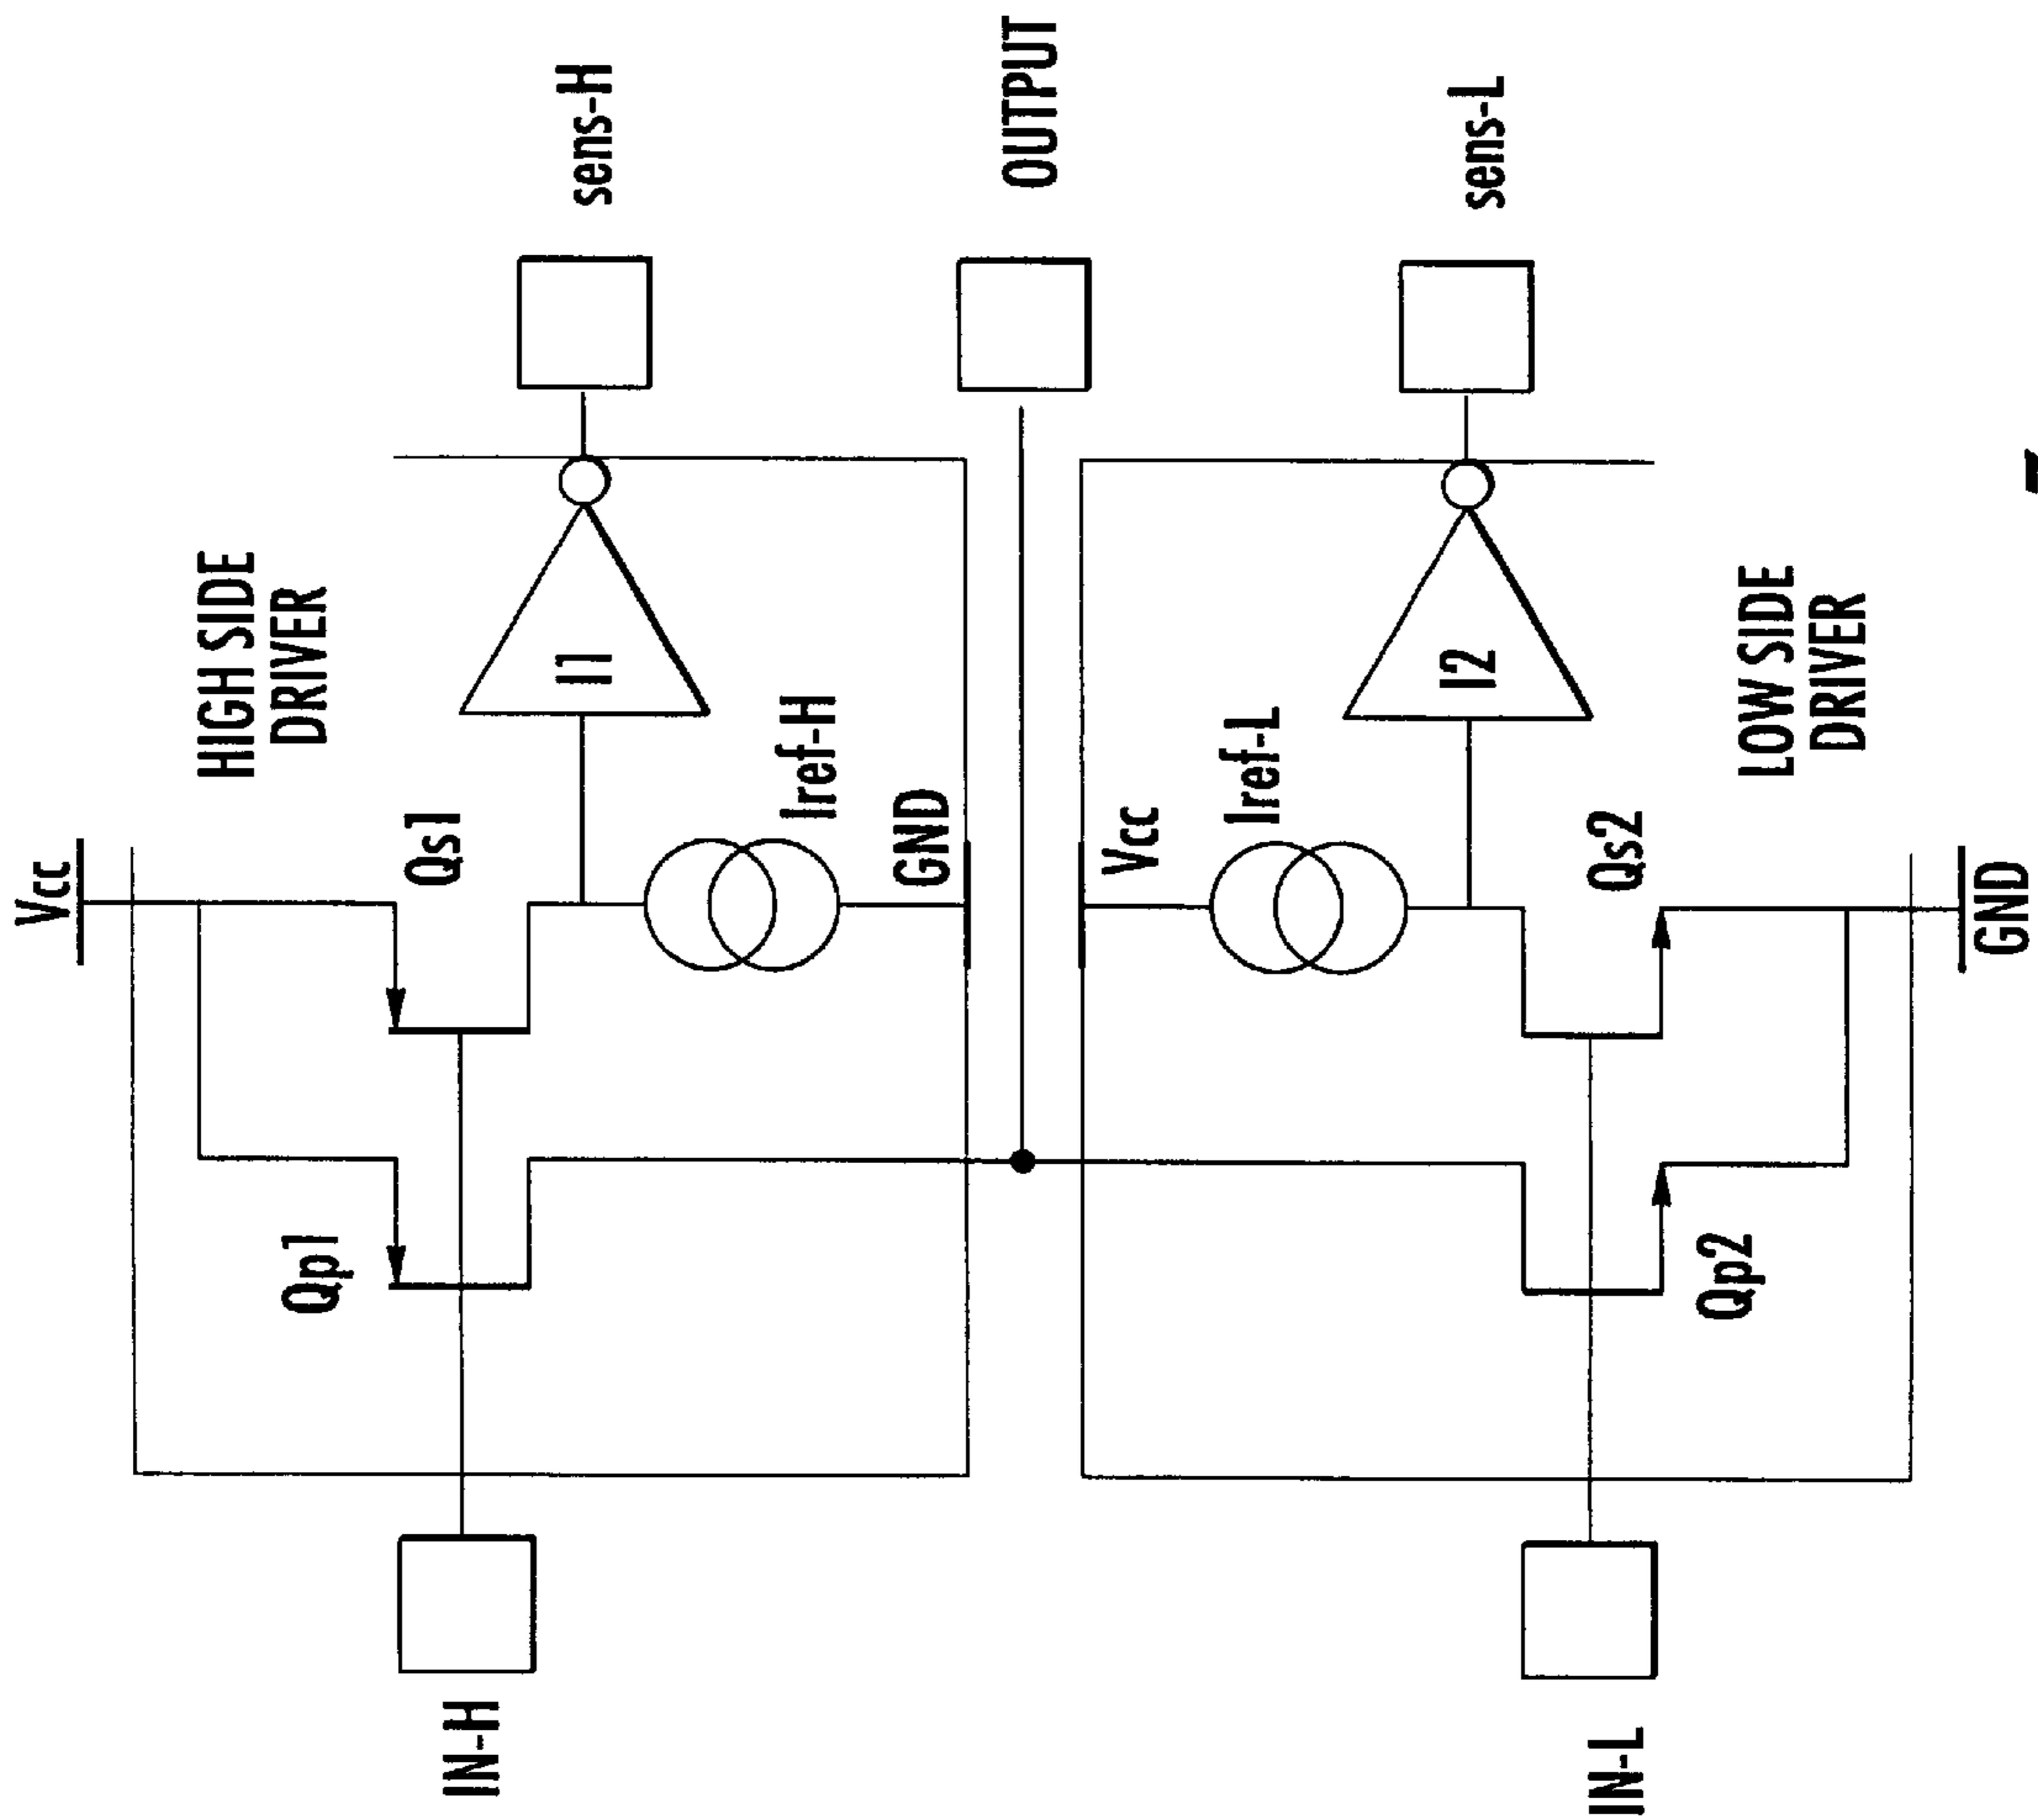 Vcc
HIGH SIDE
DRIVER
sens-H
Qs1
I1
Iref-H
GND
Qp1
IN-H
OUTPUT
Vcc
Iref-L
I2
sens-L
Qs2
LOW SIDE
DRIVER
Qp2
IN-L
GND